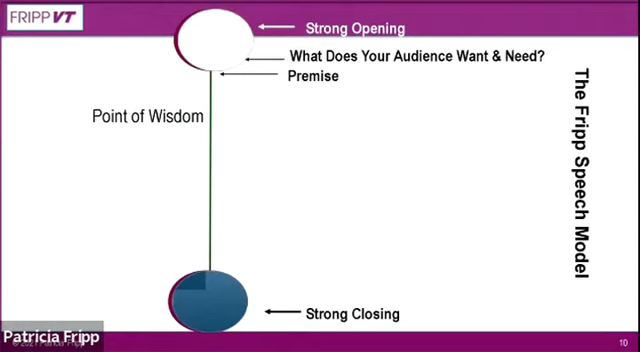 FRIPP VT
Strong Opening
What Does Your Audience Want & Need?
Premise
Point of Wisdom
The Fripp Speech Model
Strong Closing
Patricia Fripp
10